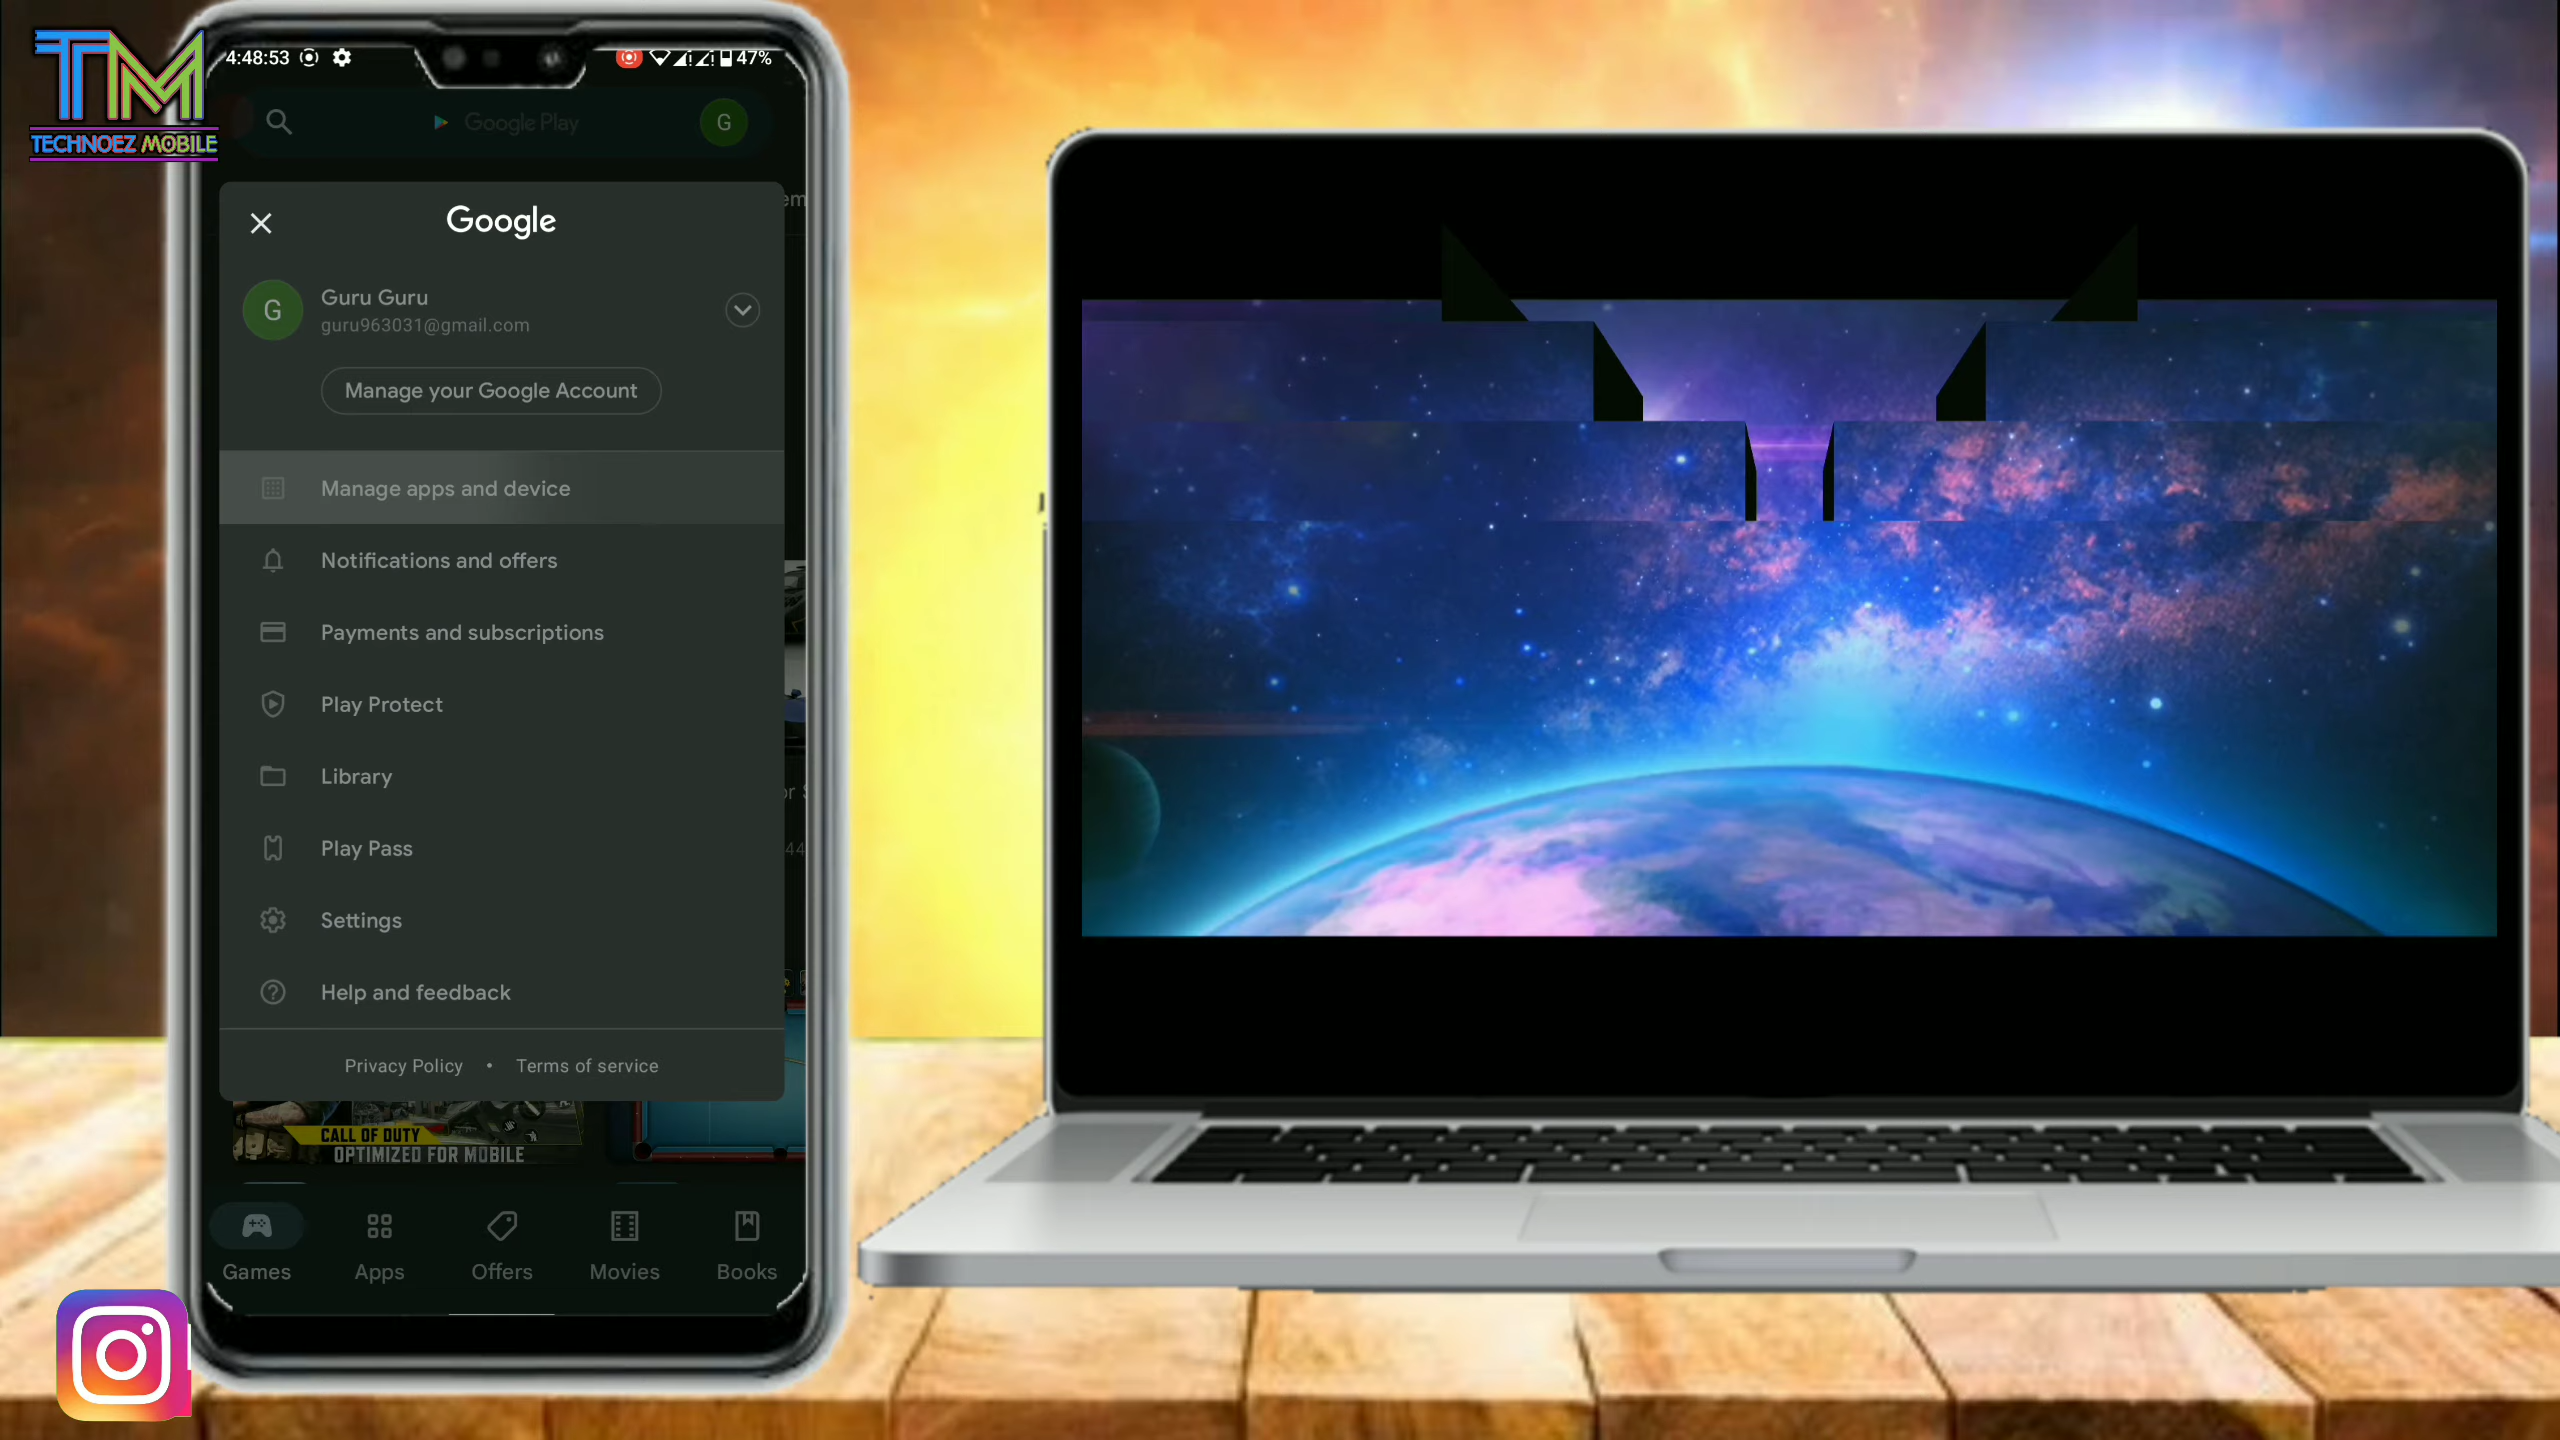 TM
TECHNOEZ MOBILE
4:48:53
47%
Google Play
G
Google
G
Guru Guru
guru963031@gmail.com
Manage your Google Account
Manage apps and device
Notifications and offers
Payments and subscriptions
Play Protect
Library
Play Pass
Settings
Help and feedback
Privacy Policy • Terms of service
44
CALL OF DUTY
OPTIMIZED FOR MOBILE
Games
Apps
Offers
Movies
Books